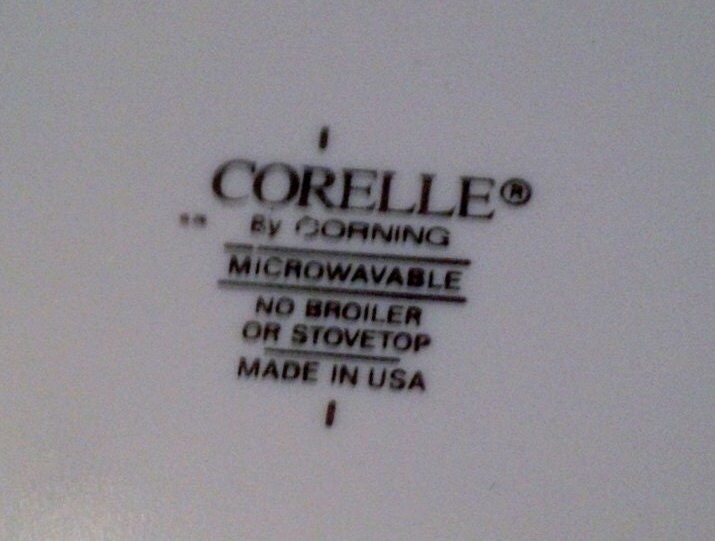 CORELLE®
By CORNING
MICROWAVABLE
NO BROILER
OR STOVETOP
MADE IN USA